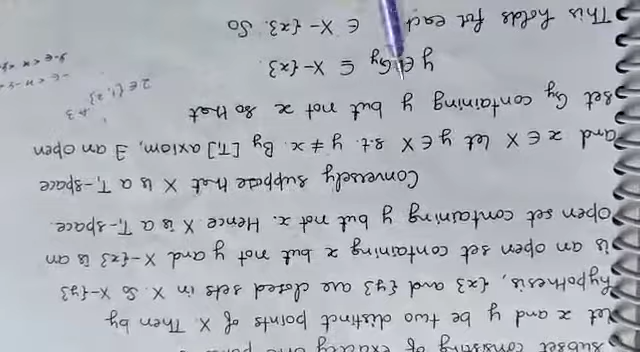 subset consisting of exactly one
Let x and y be two distinct points of X. Then by
hypothesis, {x} and {y} are closed sets in X. So X-{y}
is an open set containing x but not y and X-{x} is an
open set containing y but not x. Hence X is a T₁-space.
Conversely suppose that X is a T₁-space
and x ∈ X Let y ∈ X s.t. y ≠ x. By [T₁] axiom, ∃ an open
set Gy containing y but not x so that
y ∈ Gy ⊆ X-{x}.
This holds for each ∈ X-{x}. So